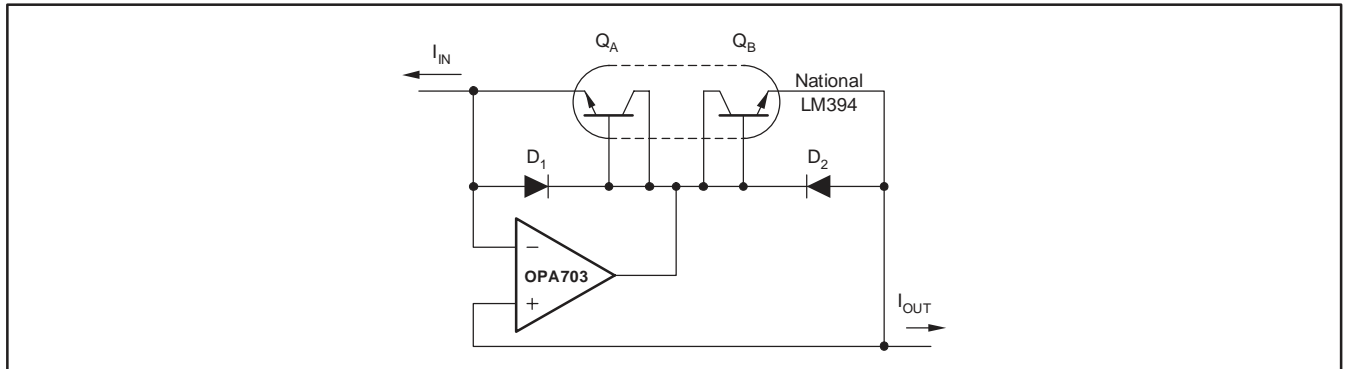 Q_A
Q_B
I_IN
National
LM394
D_1
D_2
−
OPA703
+
I_OUT